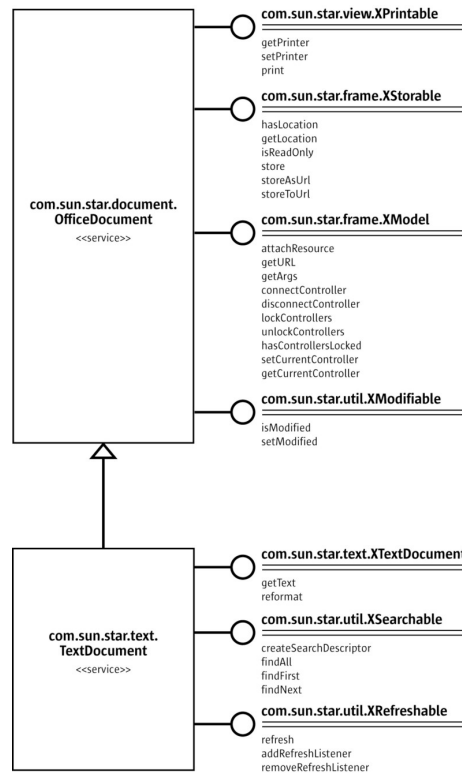 com.sun.star.view.XPrintable
getPrinter
setPrinter
print
com.sun.star.frame.XStorable
hasLocation
getLocation
isReadOnly
store
storeAsUrl
storeToUrl
com.sun.star.document.
OfficeDocument
<<service>>
com.sun.star.frame.XModel
attachResource
getURL
getArgs
connectController
disconnectController
lockControllers
unlockControllers
hasControllersLocked
setCurrentController
getCurrentController
com.sun.star.util.XModifiable
isModified
setModified
com.sun.star.text.XTextDocument
getText
reformat
com.sun.star.text.
TextDocument
<<service>>
com.sun.star.util.XSearchable
createSearchDescriptor
findAll
findFirst
findNext
com.sun.star.util.XRefreshable
refresh
addRefreshListener
removeRefreshListener